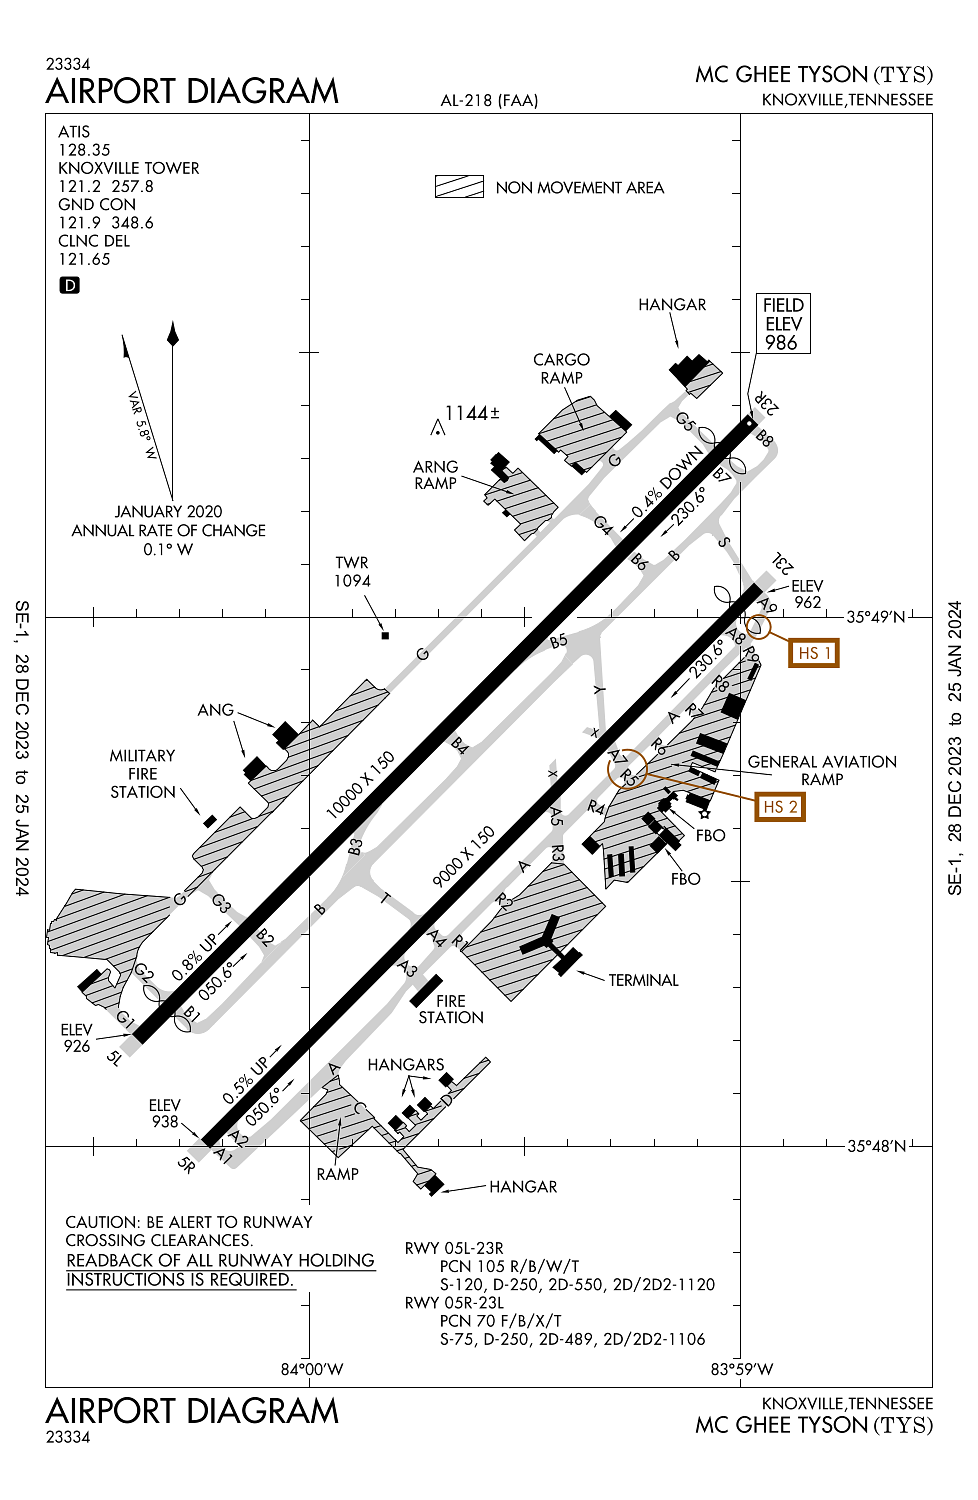 23334
AIRPORT DIAGRAM
AL-218 (FAA)
MC GHEE TYSON (TYS)
KNOXVILLE, TENNESSEE
ATIS
128.35
KNOXVILLE TOWER
121.2 257.8
GND CON
121.9 348.6
CLNC DEL
121.65
D
NON MOVEMENT AREA
VAR 5.8° W
JANUARY 2020
ANNUAL RATE OF CHANGE
0.1° W
HANGAR
FIELD
ELEV
986
CARGO
RAMP
1144±
ARNG
RAMP
G5
23R
B8
B7
G
0.4% DOWN
230.6°
G4
B6
B
S
TWR
1094
23L
ELEV
962
A9
35°49'N
HS 1
A8
R9
B5
G
230.6°
R8
Y
R7
A
ANG
MILITARY
FIRE
STATION
B4
X
A7
R6
R5
X
GENERAL AVIATION
RAMP
HS 2
10000 X 150
R4
A5
FBO
FBO
B3
9000 X 150
R3
A
R2
T
B
G
G3
B2
A4
R1
0.8% UP
050.6°
A3
TERMINAL
G2
B1
G1
FIRE
STATION
ELEV
926
5L
0.5% UP
050.6°
A
HANGARS
C
D
ELEV
938
A2
A1
5R
RAMP
HANGAR
35°48'N
CAUTION: BE ALERT TO RUNWAY
CROSSING CLEARANCES.
READBACK OF ALL RUNWAY HOLDING
INSTRUCTIONS IS REQUIRED.
RWY 05L-23R
PCN 105 R/B/W/T
S-120, D-250, 2D-550, 2D/2D2-1120
RWY 05R-23L
PCN 70 F/B/X/T
S-75, D-250, 2D-489, 2D/2D2-1106
84°00'W
83°59'W
SE-1, 28 DEC 2023 to 25 JAN 2024
SE-1, 28 DEC 2023 to 25 JAN 2024
AIRPORT DIAGRAM
23334
KNOXVILLE, TENNESSEE
MC GHEE TYSON (TYS)